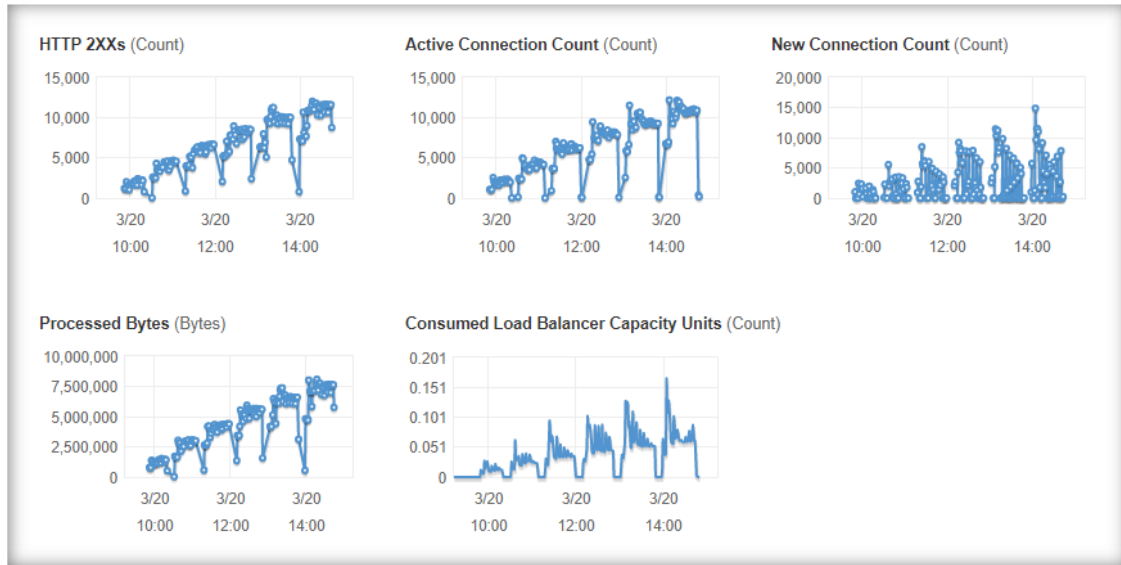 HTTP 2XXs (Count)
15,000
10,000
5,000
0
3/20 3/20 3/20
10:00 12:00 14:00
Active Connection Count (Count)
15,000
10,000
5,000
0
3/20 3/20 3/20
10:00 12:00 14:00
New Connection Count (Count)
20,000
15,000
10,000
5,000
0
3/20 3/20 3/20
10:00 12:00 14:00
Processed Bytes (Bytes)
10,000,000
7,500,000
5,000,000
2,500,000
0
3/20 3/20 3/20
10:00 12:00 14:00
Consumed Load Balancer Capacity Units (Count)
0.201
0.151
0.101
0.051
0
3/20 3/20 3/20
10:00 12:00 14:00